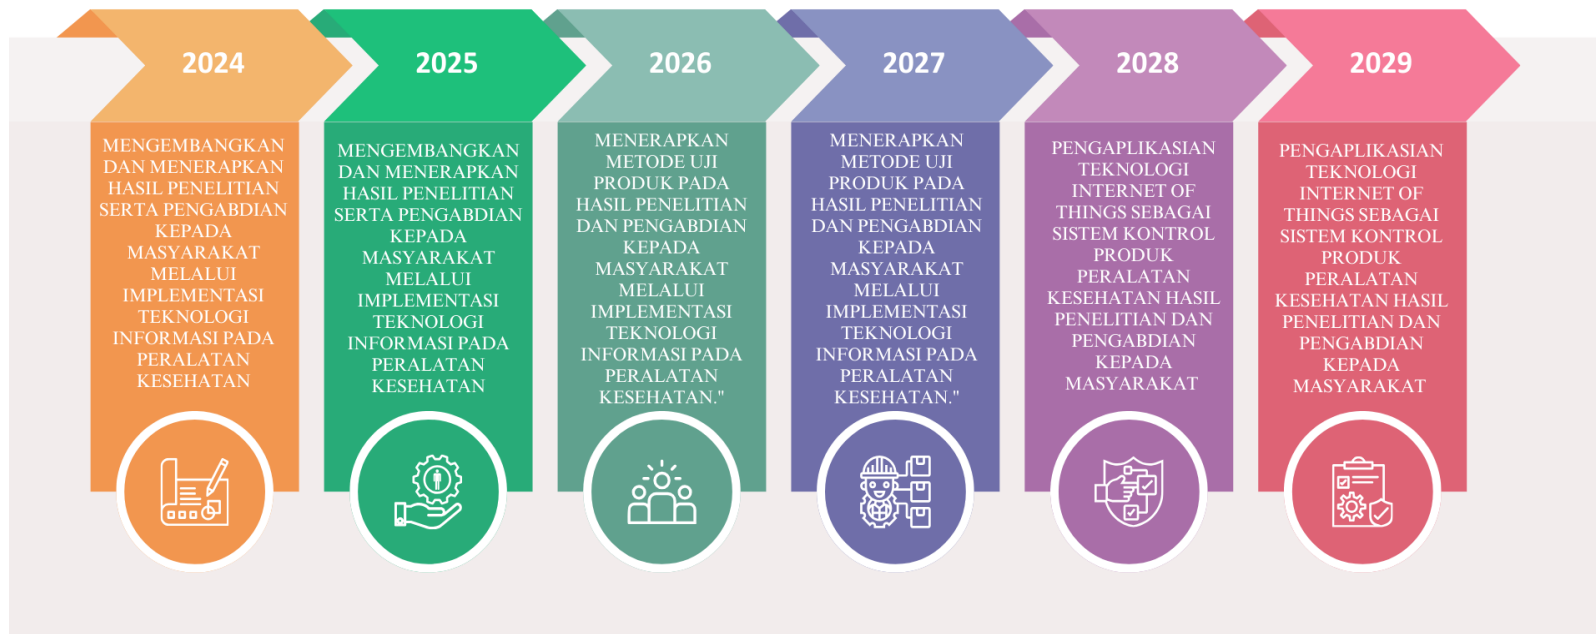 2024
MENGEMBANGKAN
DAN MENERAPKAN
HASIL PENELITIAN
SERTA PENGABDIAN
KEPADA
MASYARAKAT
MELALUI
IMPLEMENTASI
TEKNOLOGI
INFORMASI PADA
PERALATAN
KESEHATAN
2025
MENGEMBANGKAN
DAN MENERAPKAN
HASIL PENELITIAN
SERTA PENGABDIAN
KEPADA
MASYARAKAT
MELALUI
IMPLEMENTASI
TEKNOLOGI
INFORMASI PADA
PERALATAN
KESEHATAN
2026
MENERAPKAN
METODE UJI
PRODUK PADA
HASIL PENELITIAN
DAN PENGABDIAN
KEPADA
MASYARAKAT
MELALUI
IMPLEMENTASI
TEKNOLOGI
INFORMASI PADA
PERALATAN
KESEHATAN."
2027
MENERAPKAN
METODE UJI
PRODUK PADA
HASIL PENELITIAN
DAN PENGABDIAN
KEPADA
MASYARAKAT
MELALUI
IMPLEMENTASI
TEKNOLOGI
INFORMASI PADA
PERALATAN
KESEHATAN."
2028
PENGAPLIKASIAN
TEKNOLOGI
INTERNET OF
THINGS SEBAGAI
SISTEM KONTROL
PRODUK
PERALATAN
KESEHATAN HASIL
PENELITIAN DAN
PENGABDIAN
KEPADA
MASYARAKAT
2029
PENGAPLIKASIAN
TEKNOLOGI
INTERNET OF
THINGS SEBAGAI
SISTEM KONTROL
PRODUK
PERALATAN
KESEHATAN HASIL
PENELITIAN DAN
PENGABDIAN
KEPADA
MASYARAKAT